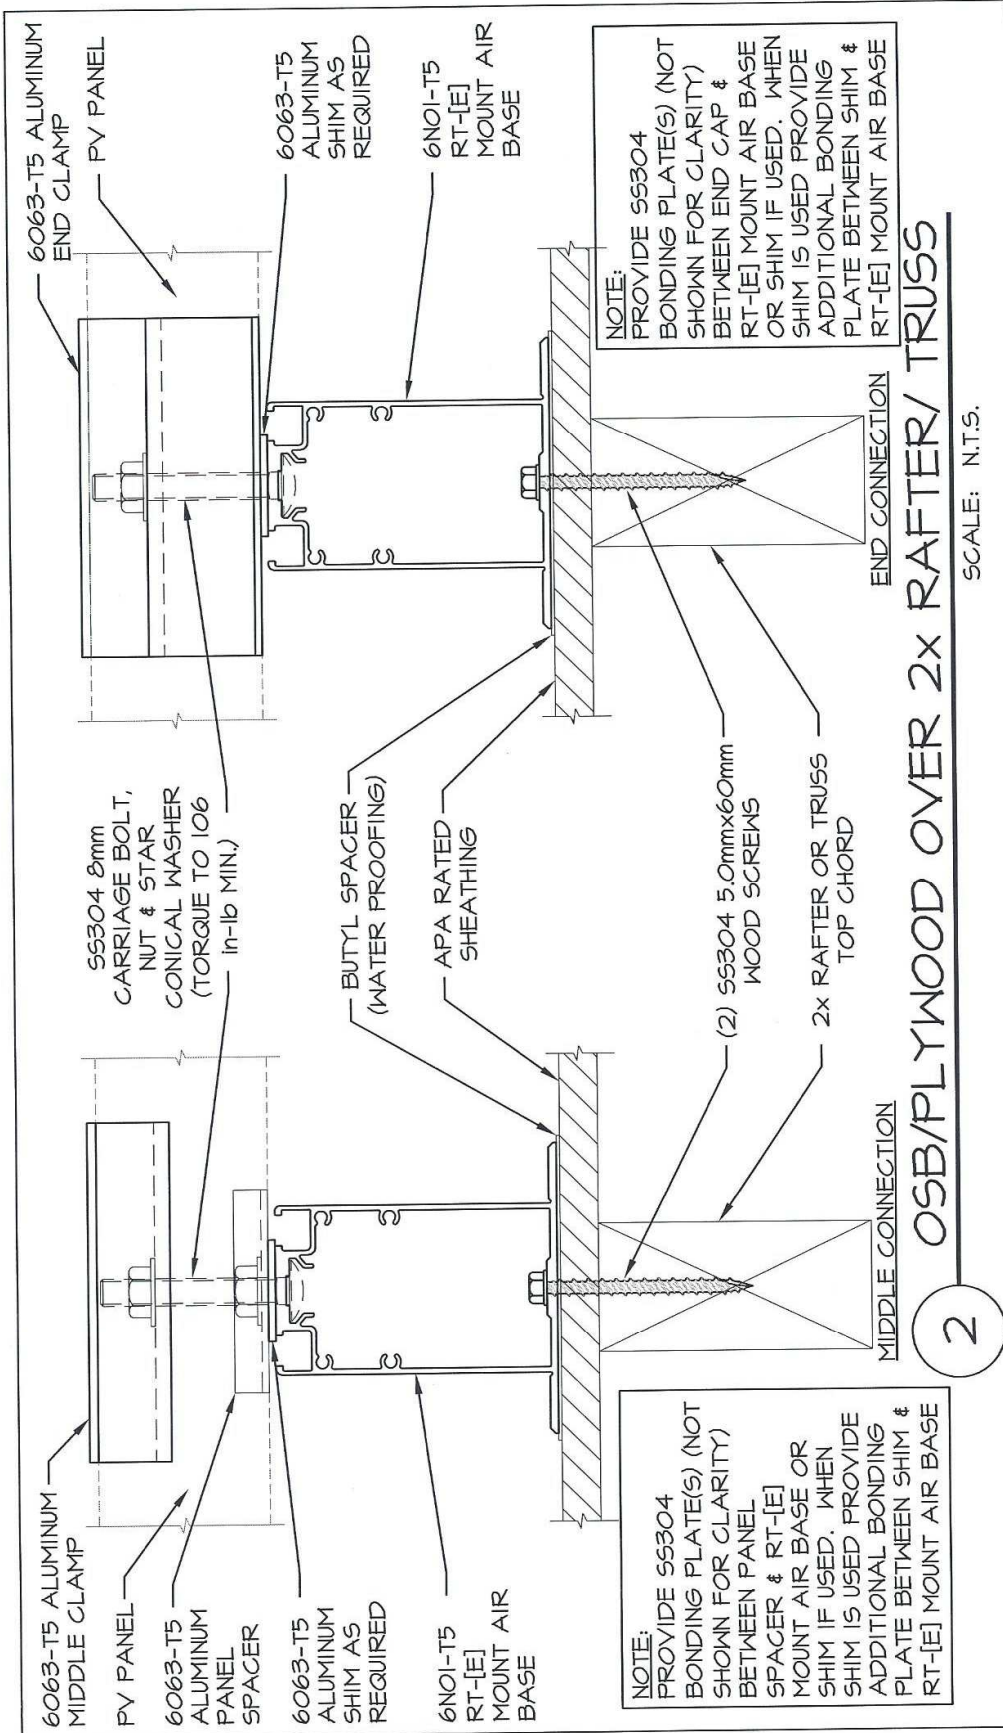 6063-T5 ALUMINUM
MIDDLE CLAMP
PV PANEL
6063-T5
ALUMINUM
PANEL
SPACER
6063-T5
ALUMINUM
SHIM AS
REQUIRED
6N01-T5
RT-[E]
MOUNT AIR
BASE
NOTE:
PROVIDE SS304
BONDING PLATE(S) (NOT
SHOWN FOR CLARITY)
BETWEEN PANEL
SPACER & RT-[E]
MOUNT AIR BASE OR
SHIM IF USED. WHEN
SHIM IS USED PROVIDE
ADDITIONAL BONDING
PLATE BETWEEN SHIM &
RT-[E] MOUNT AIR BASE
SS304 8mm
CARRIAGE BOLT,
NUT & STAR
CONICAL WASHER
(TORQUE TO 106
in-lb MIN.)
BUTYL SPACER
(WATER PROOFING)
APA RATED
SHEATHING
(2) SS304 5.0mmx60mm
WOOD SCREWS
2x RAFTER OR TRUSS
TOP CHORD
MIDDLE CONNECTION
6063-T5 ALUMINUM
END CLAMP
PV PANEL
6063-T5
ALUMINUM
SHIM AS
REQUIRED
6N01-T5
RT-[E]
MOUNT AIR
BASE
NOTE:
PROVIDE SS304
BONDING PLATE(S) (NOT
SHOWN FOR CLARITY)
BETWEEN END CAP &
RT-[E] MOUNT AIR BASE
OR SHIM IF USED. WHEN
SHIM IS USED PROVIDE
ADDITIONAL BONDING
PLATE BETWEEN SHIM &
RT-[E] MOUNT AIR BASE
END CONNECTION
2
OSB/PLYWOOD OVER 2x RAFTER/ TRUSS
SCALE: N.T.S.